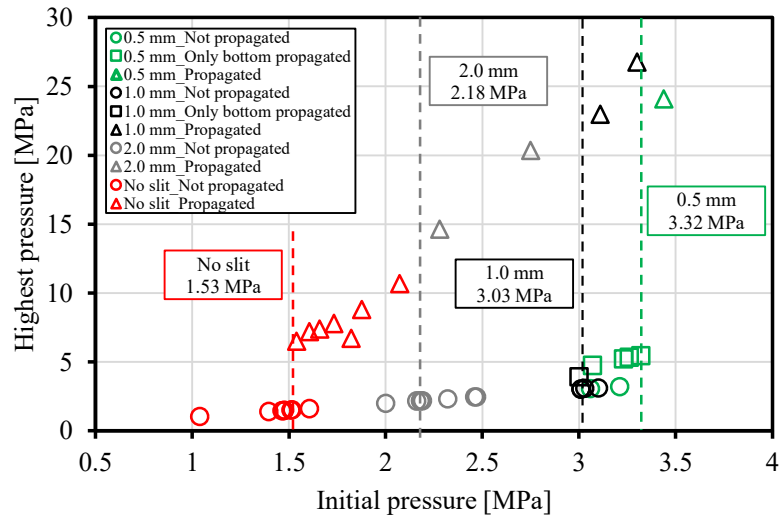 30
25
20
15
10
5
0
Highest pressure [MPa]
0.5 mm_Not propagated
0.5 mm_Only bottom propagated
0.5 mm_Propagated
1.0 mm_Not propagated
1.0 mm_Only bottom propagated
1.0 mm_Propagated
2.0 mm_Not propagated
2.0 mm_Propagated
No slit_Not propagated
No slit_Propagated
2.0 mm
2.18 MPa
0.5 mm
3.32 MPa
No slit
1.53 MPa
1.0 mm
3.03 MPa
0.5
1
1.5
2
2.5
3
3.5
4
Initial pressure [MPa]